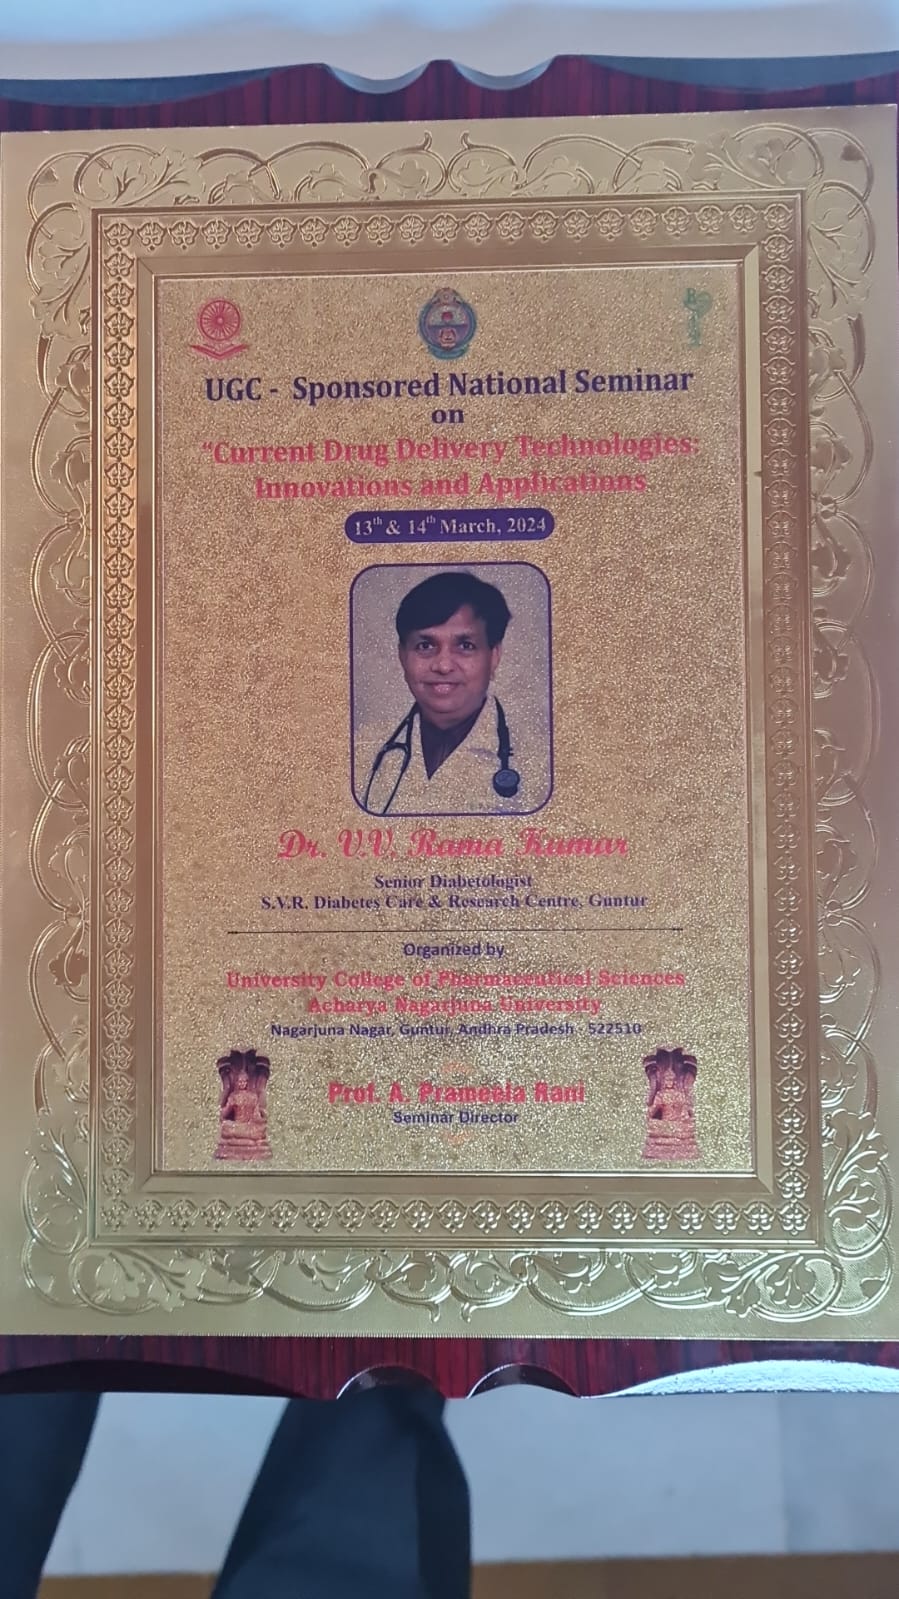 UGC - Sponsored National Seminar
on
"Current Drug Delivery Technologies:
Innovations and Applications
13th & 14th March, 2024
Dr. V.V. Rama Kumar
Senior Diabetologist
S.V.R. Diabetes Care & Research Centre, Guntur
Organized by
University College of Pharmaceutical Sciences
Acharya Nagarjuna University
Nagarjuna Nagar, Guntur, Andhra Pradesh - 522510
Prof. A. Prameela Rani
Seminar Director